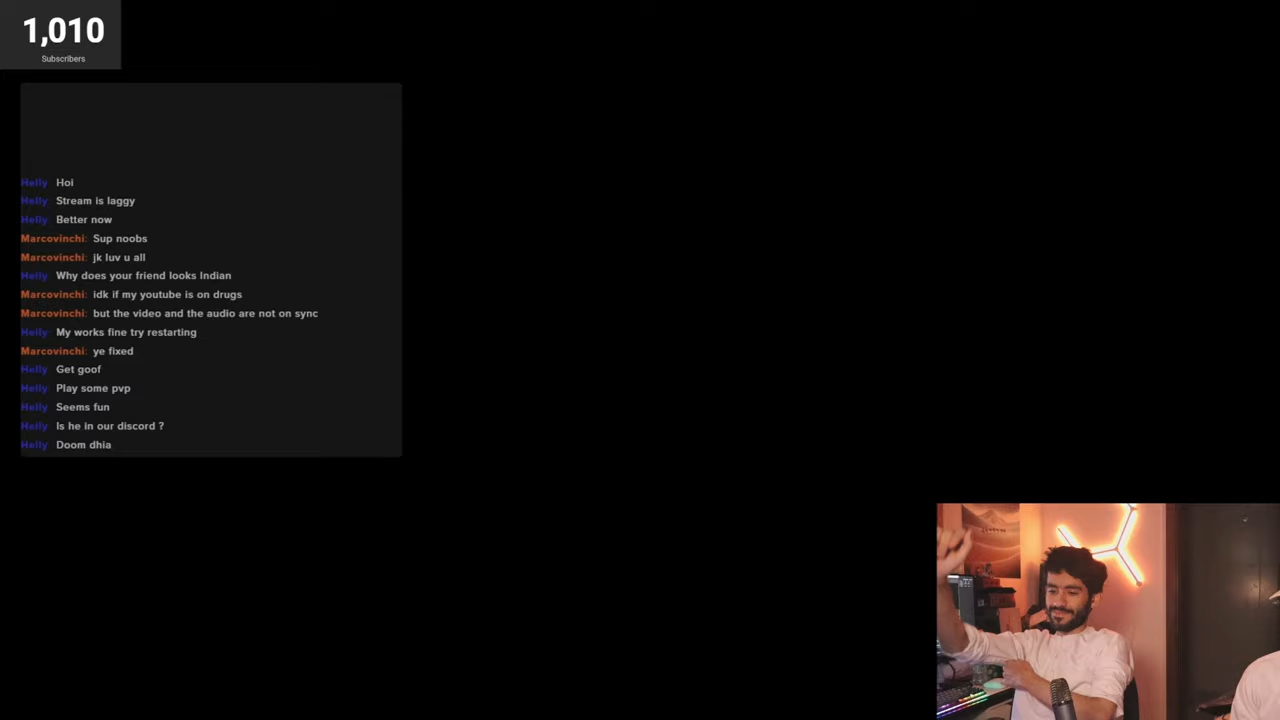 1,010
Subscribers
Helly Hoi
Helly Stream is laggy
Helly Better now
Marcovinchi: Sup noobs
Marcovinchi: jk luv u all
Helly Why does your friend looks Indian
Marcovinchi: idk if my youtube is on drugs
Marcovinchi: but the video and the audio are not on sync
Helly My works fine try restarting
Marcovinchi: ye fixed
Helly Get goof
Helly Play some pvp
Helly Seems fun
Helly Is he in our discord ?
Helly Doom dhia